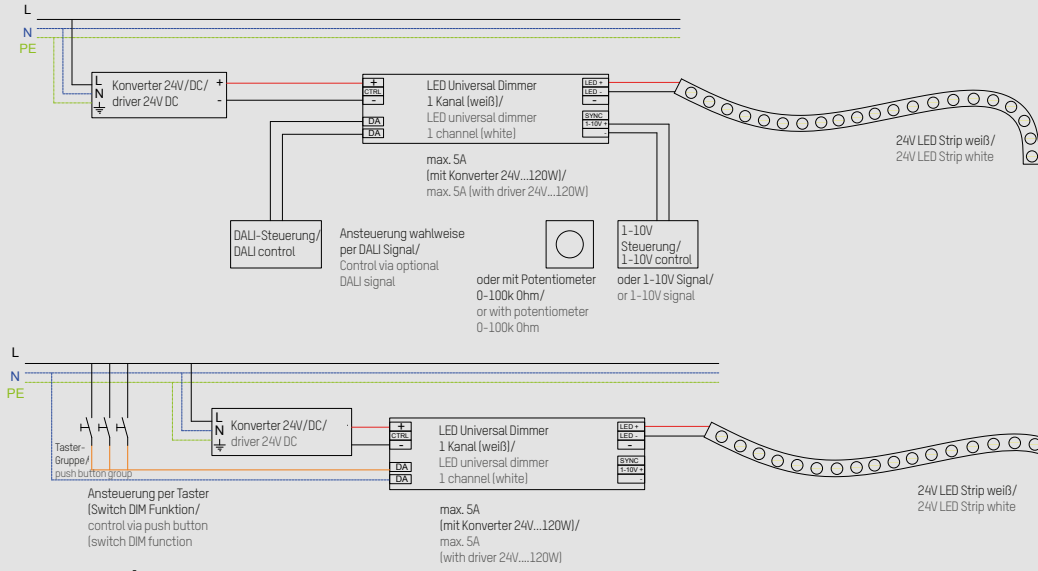 L
N
PE
L
N
Konverter 24V/DC/
driver 24V DC
+
-
+
CTRL
-
DA
DA
LED Universal Dimmer
1 Kanal (weiß)/
LED universal dimmer
1 channel (white)
LED +
LED -
-
SYNC
1-10V +
-
24V LED Strip weiß/
24V LED Strip white
max. 5A
(mit Konverter 24V...120W)/
max. 5A (with driver 24V...120W)
DALI-Steuerung/
DALI control
Ansteuerung wahlweise
per DALI Signal/
Control via optional
DALI signal
oder mit Potentiometer
0-100k Ohm/
or with potentiometer
0-100k Ohm
1-10V
Steuerung/
1-10V control
oder 1-10V Signal/
or 1-10V signal
L
N
PE
Taster-
Gruppe/
push button group
Ansteuerung per Taster
(Switch DIM Funktion/
control via push button
(switch DIM function
L
N
Konverter 24V/DC/
driver 24V DC
-
+
CTRL
-
DA
DA
LED Universal Dimmer
1 Kanal (weiß)/
LED universal dimmer
1 channel (white)
LED +
LED -
-
SYNC
1-10V +
-
max. 5A
(mit Konverter 24V...120W)/
max. 5A
(with driver 24V....120W)
24V LED Strip weiß/
24V LED Strip white